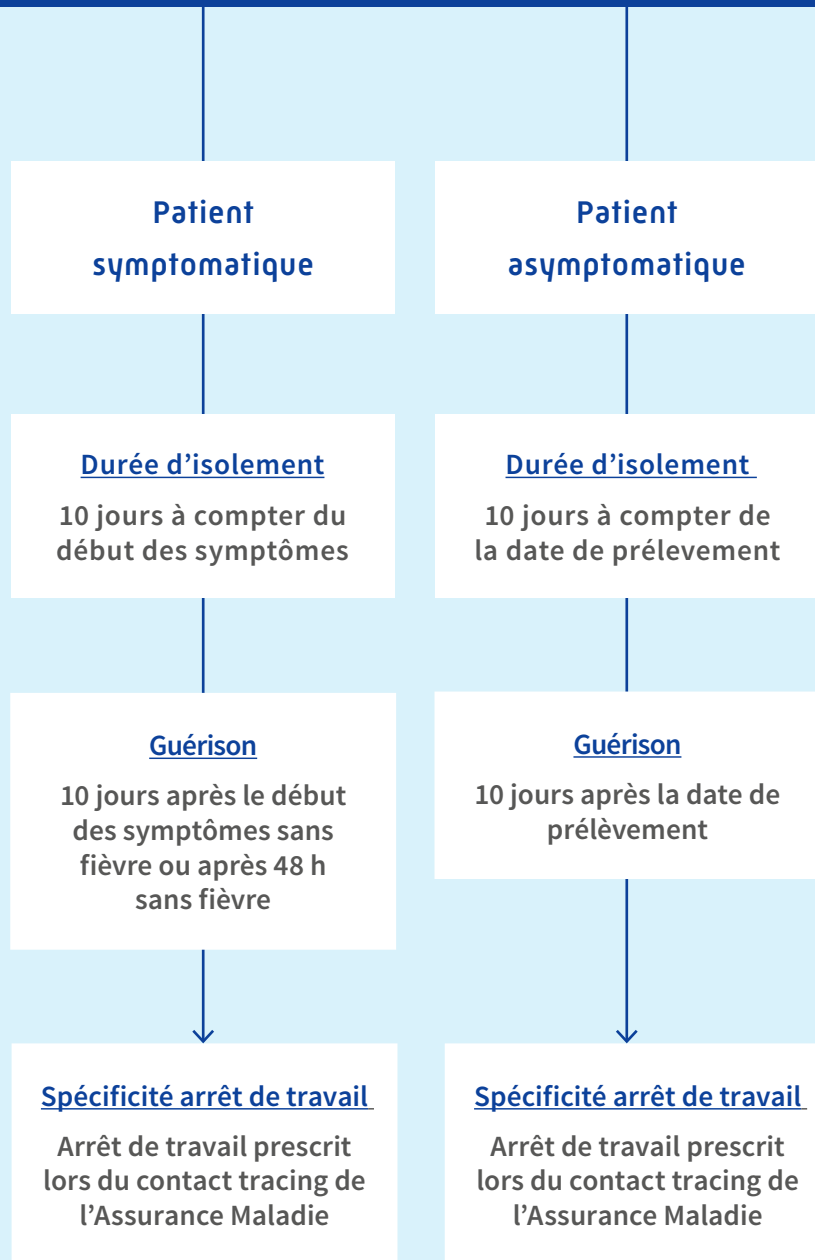 Patient
symptomatique
Durée d’isolement
10 jours à compter du
début des symptômes
Guérison
10 jours après le début
des symptômes sans
fièvre ou après 48 h
sans fièvre
Spécificité arrêt de travail
Arrêt de travail prescrit
lors du contact tracing de
l’Assurance Maladie
Patient
asymptomatique
Durée d’isolement
10 jours à compter de
la date de prélevement
Guérison
10 jours après la date de
prélèvement
Spécificité arrêt de travail
Arrêt de travail prescrit
lors du contact tracing de
l’Assurance Maladie